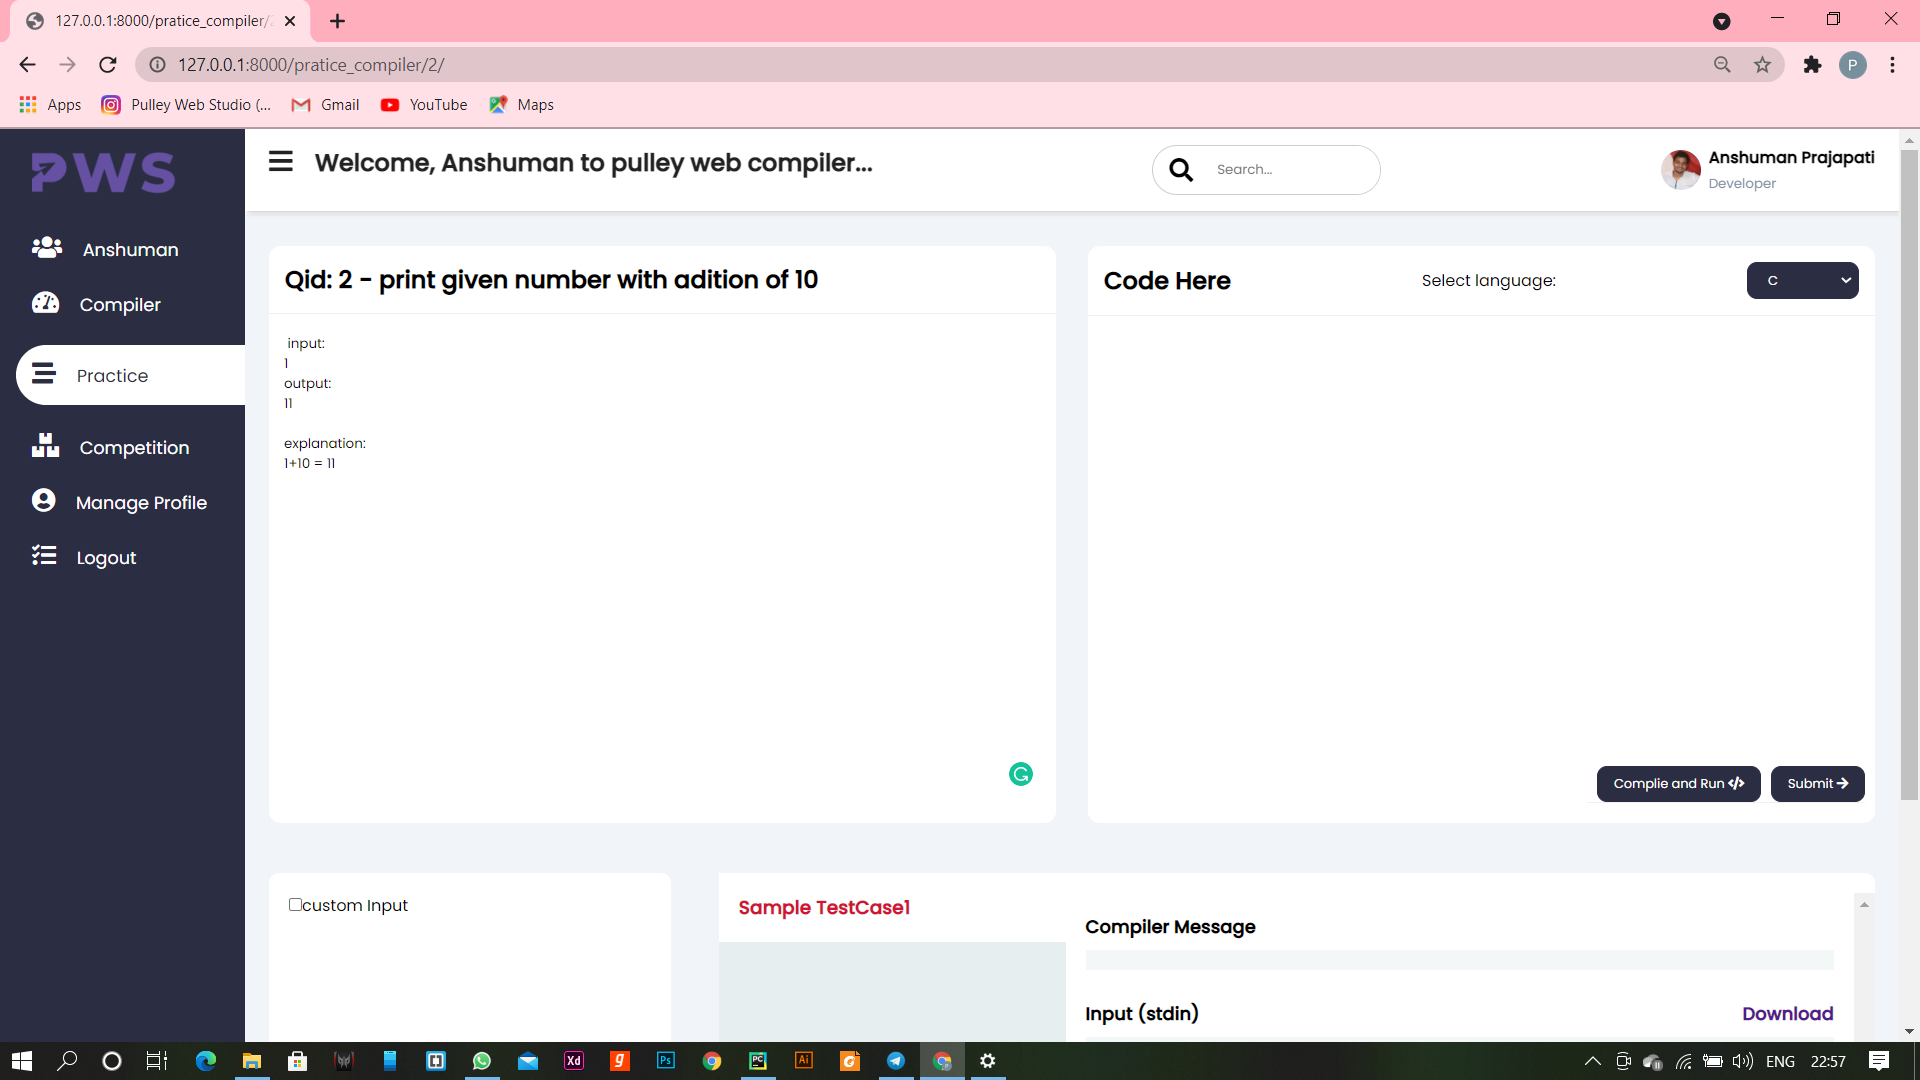 127.0.0.1:8000/pratice_compiler/2
127.0.0.1:8000/pratice_compiler/2/
P
Apps
Pulley Web Studio (...
Gmail
YouTube
Maps
PWS
Welcome, Anshuman to pulley web compiler...
Search...
Anshuman Prajapati
Developer
Anshuman
Compiler
Practice
Competition
Manage Profile
Logout
Qid: 2 - print given number with adition of 10
input:
1
output:
11
explanation:
1+10 = 11
Code Here
Select language:
C
Complie and Run </>
Submit
custom Input
Sample TestCase1
Compiler Message
Input (stdin)
Download
Xd
g
Ps
PC
Ai
ENG
22:57